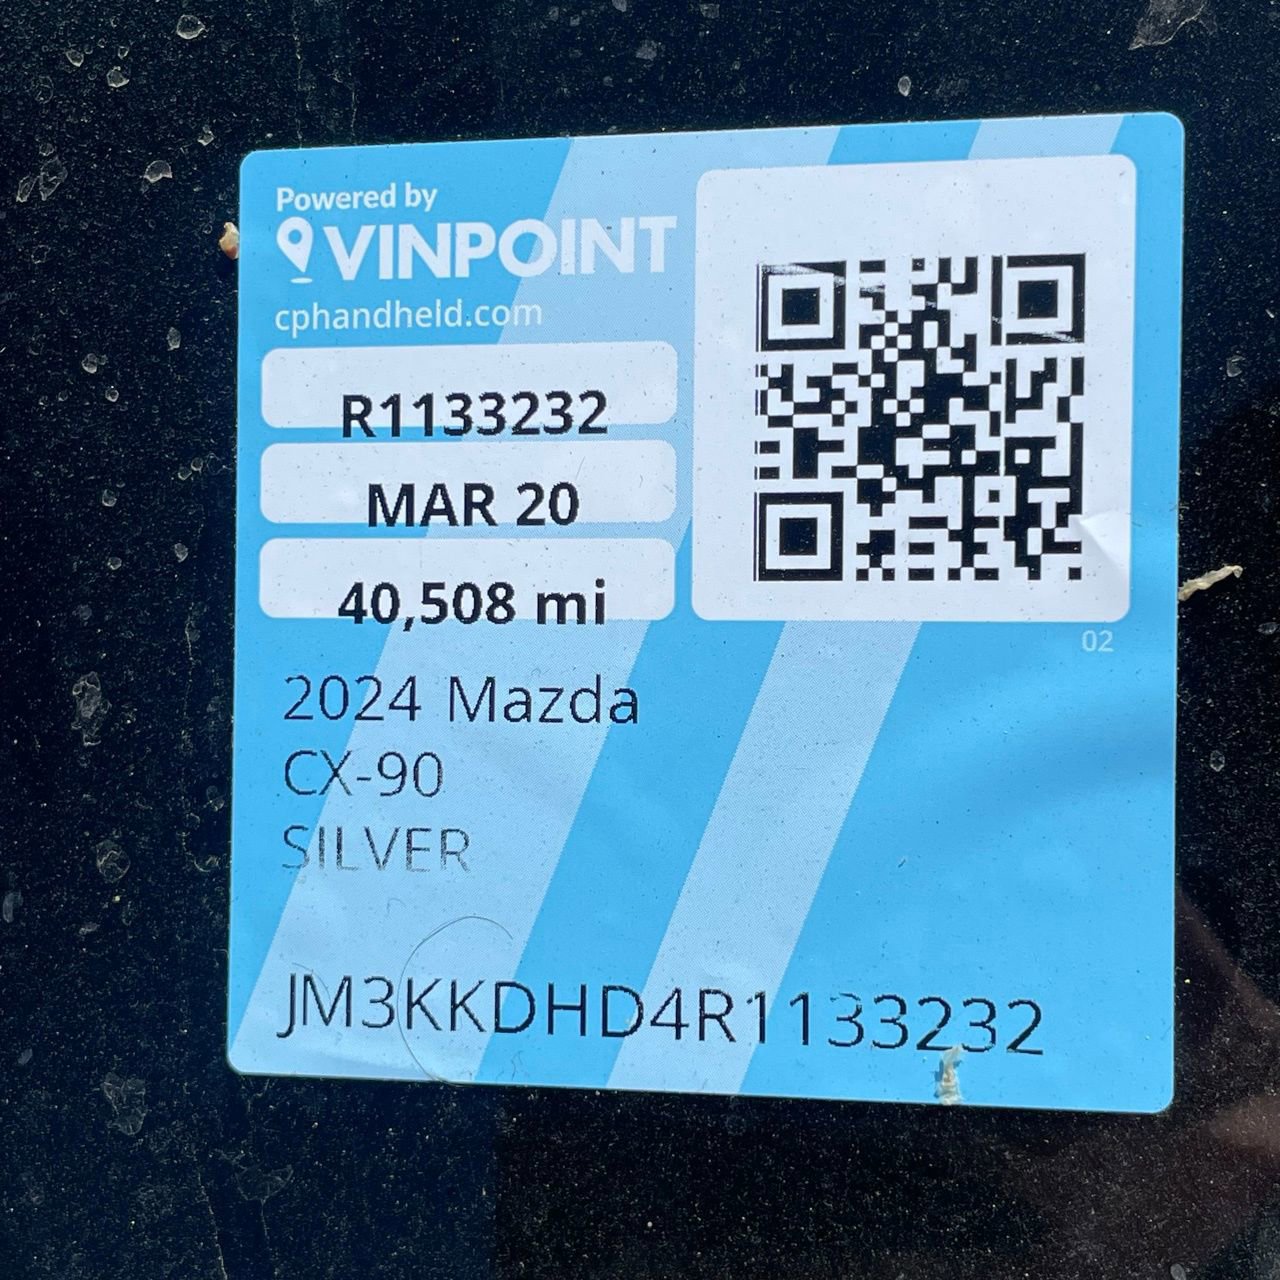 Powered by
VINPOINT
cphandheld.com
R1133232
MAR 20
40,508 mi
02
2024 Mazda
CX-90
SILVER
JM3KKDHD4R1133232